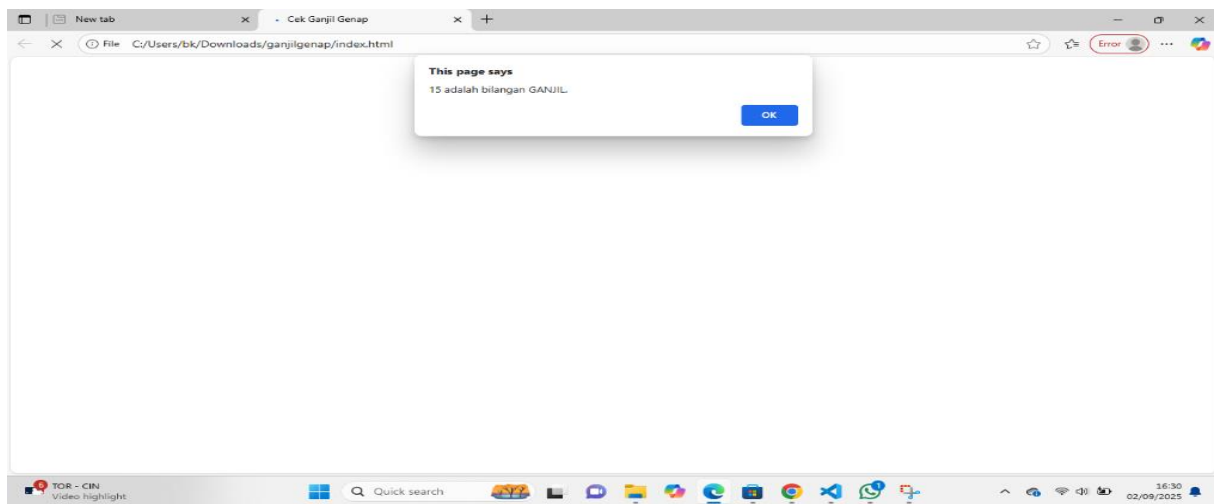 New tab
Cek Ganjil Genap
File C:/Users/bk/Downloads/ganjilgenap/index.html
Error
This page says
15 adalah bilangan GANJIL.
OK
TOR - CIN
Video highlight
Quick search
16:30
02/09/2025